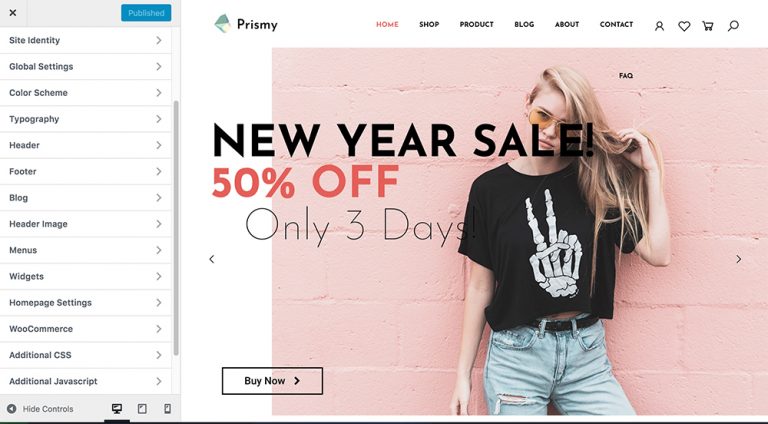 Published
Site Identity
Global Settings
Color Scheme
Typography
Header
Footer
Blog
Header Image
Menus
Widgets
Homepage Settings
WooCommerce
Additional CSS
Additional Javascript
Hide Controls
Prismy
HOME SHOP PRODUCT BLOG ABOUT CONTACT
FAQ
NEW YEAR SALE!
50% OFF
Only 3 Days!
Buy Now